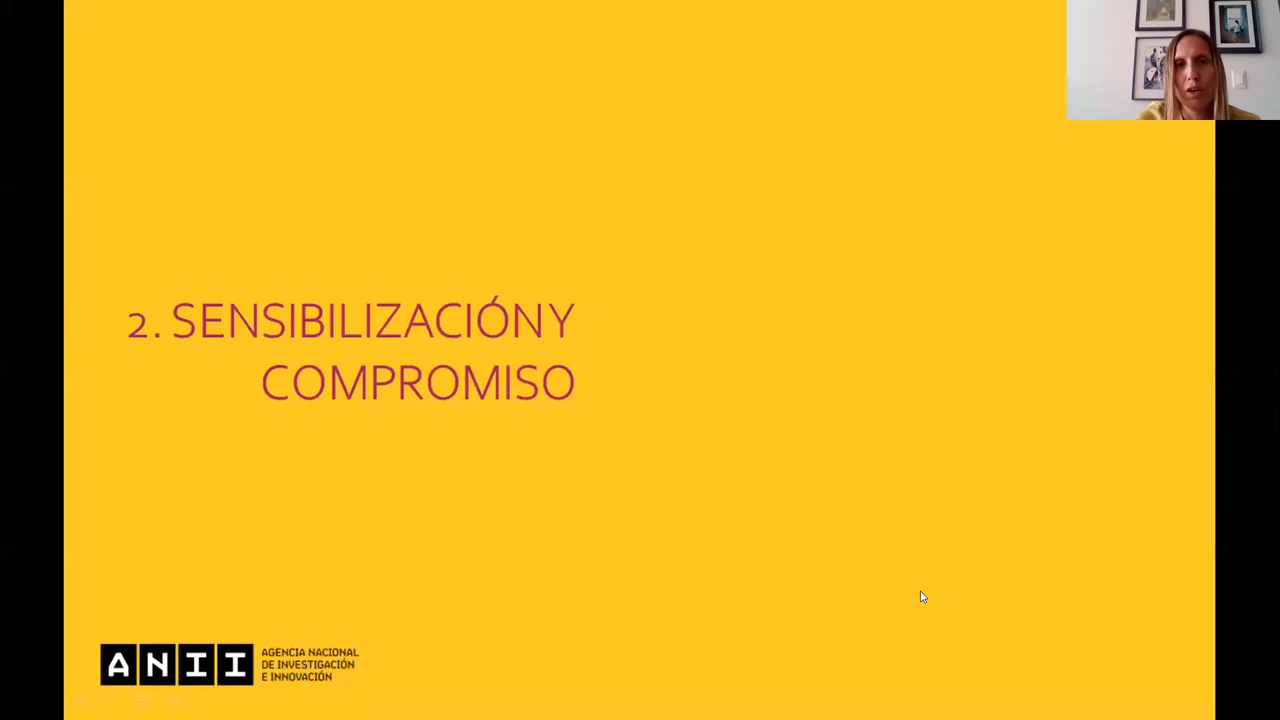 2. SENSIBILIZACIÓN Y
COMPROMISO
ANII
AGENCIA NACIONAL
DE INVESTIGACIÓN
E INNOVACIÓN